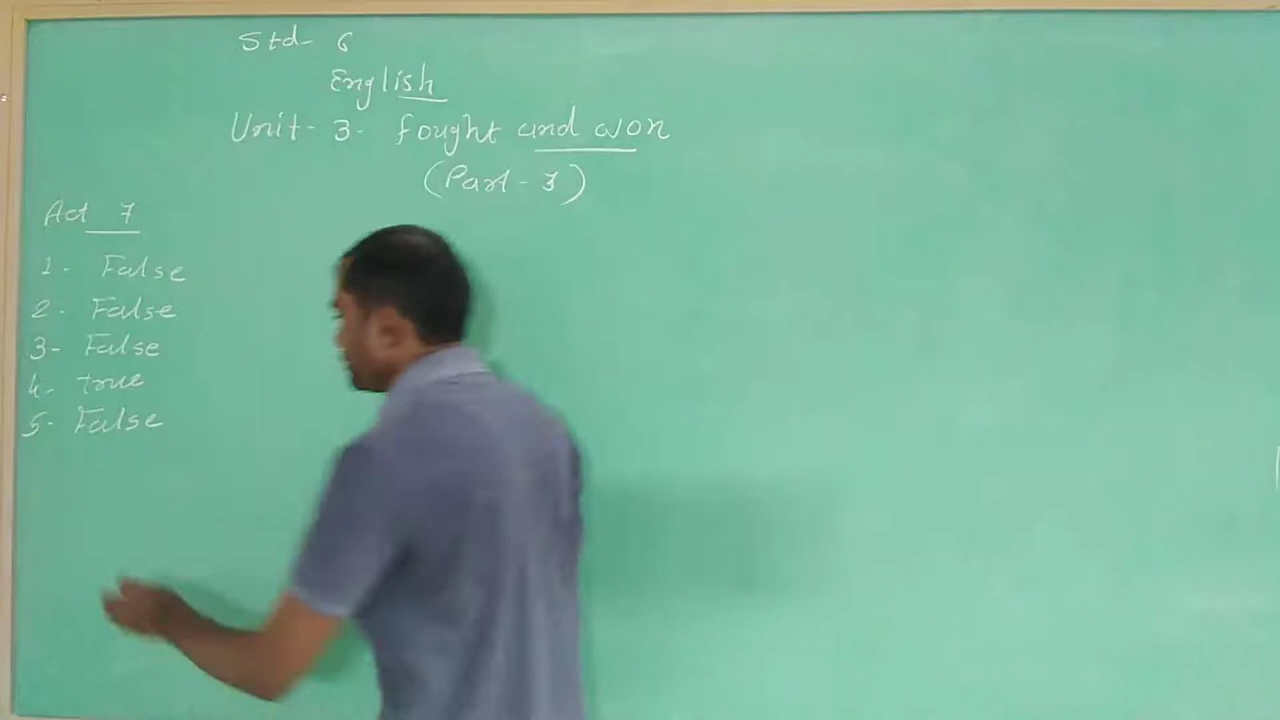 Std- 6
English
Unit- 3- Fought and won
(Part - 3)
Act 7
1- False
2- False
3- False
4- true
5- False